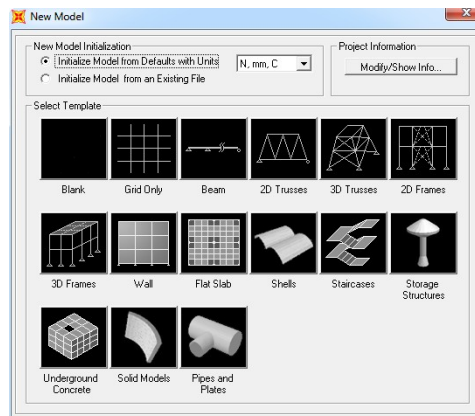 New Model
New Model Initialization
Initialize Model from Defaults with Units
N, mm, C
Initialize Model from an Existing File
Project Information
Modify/Show Info...
Select Template
Blank
Grid Only
Beam
2D Trusses
3D Trusses
2D Frames
3D Frames
Wall
Flat Slab
Shells
Staircases
Storage
Structures
Underground
Concrete
Solid Models
Pipes and
Plates